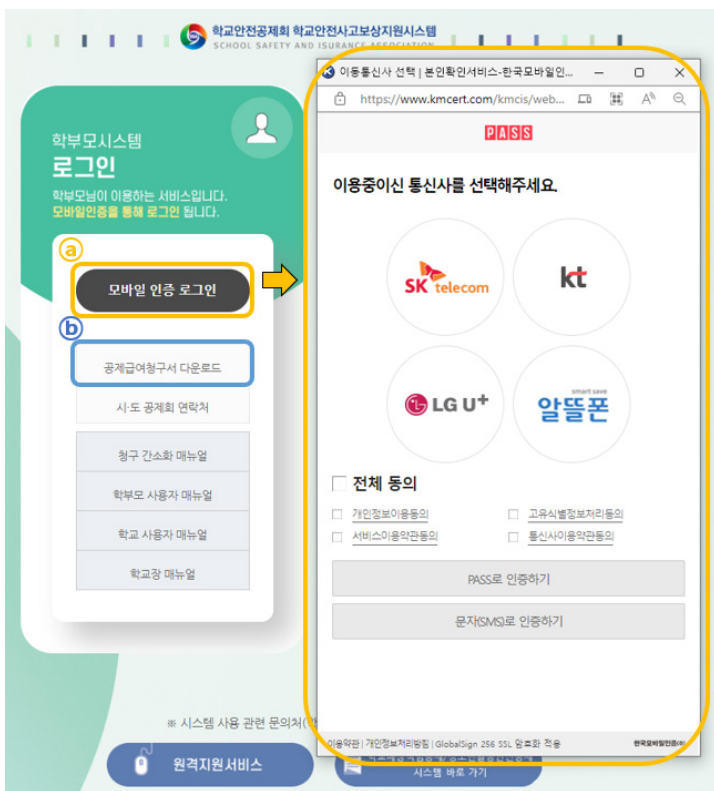 학교안전공제회 학교안전사고보상지원시스템
SCHOOL SAFETY AND ISURANCE ASSOCIATION
학부모시스템
로그인
학부모님이 이용하는 서비스입니다.
모바일인증을 통해 로그인 됩니다.
ⓐ
모바일 인증 로그인
ⓑ
공제급여청구서 다운로드
시·도 공제회 연락처
청구 간소화 매뉴얼
학부모 사용자 매뉴얼
학교 사용자 매뉴얼
학교장 매뉴얼
※ 시스템 사용 관련 문의처
원격지원서비스
시스템 바로 가기
이동통신사 선택 | 본인확인서비스-한국모바일인...
https://www.kmcert.com/kmcis/web...
PASS
이용중이신 통신사를 선택해주세요.
SK telecom
kt
LG U+
smart save
알뜰폰
전체 동의
개인정보이용동의
고유식별정보처리동의
서비스이용약관동의
통신사이용약관동의
PASS로 인증하기
문자(SMS)로 인증하기
이용약관 | 개인정보처리방침 | GlobalSign 256 SSL 암호화 적용
한국모바일인증(주)